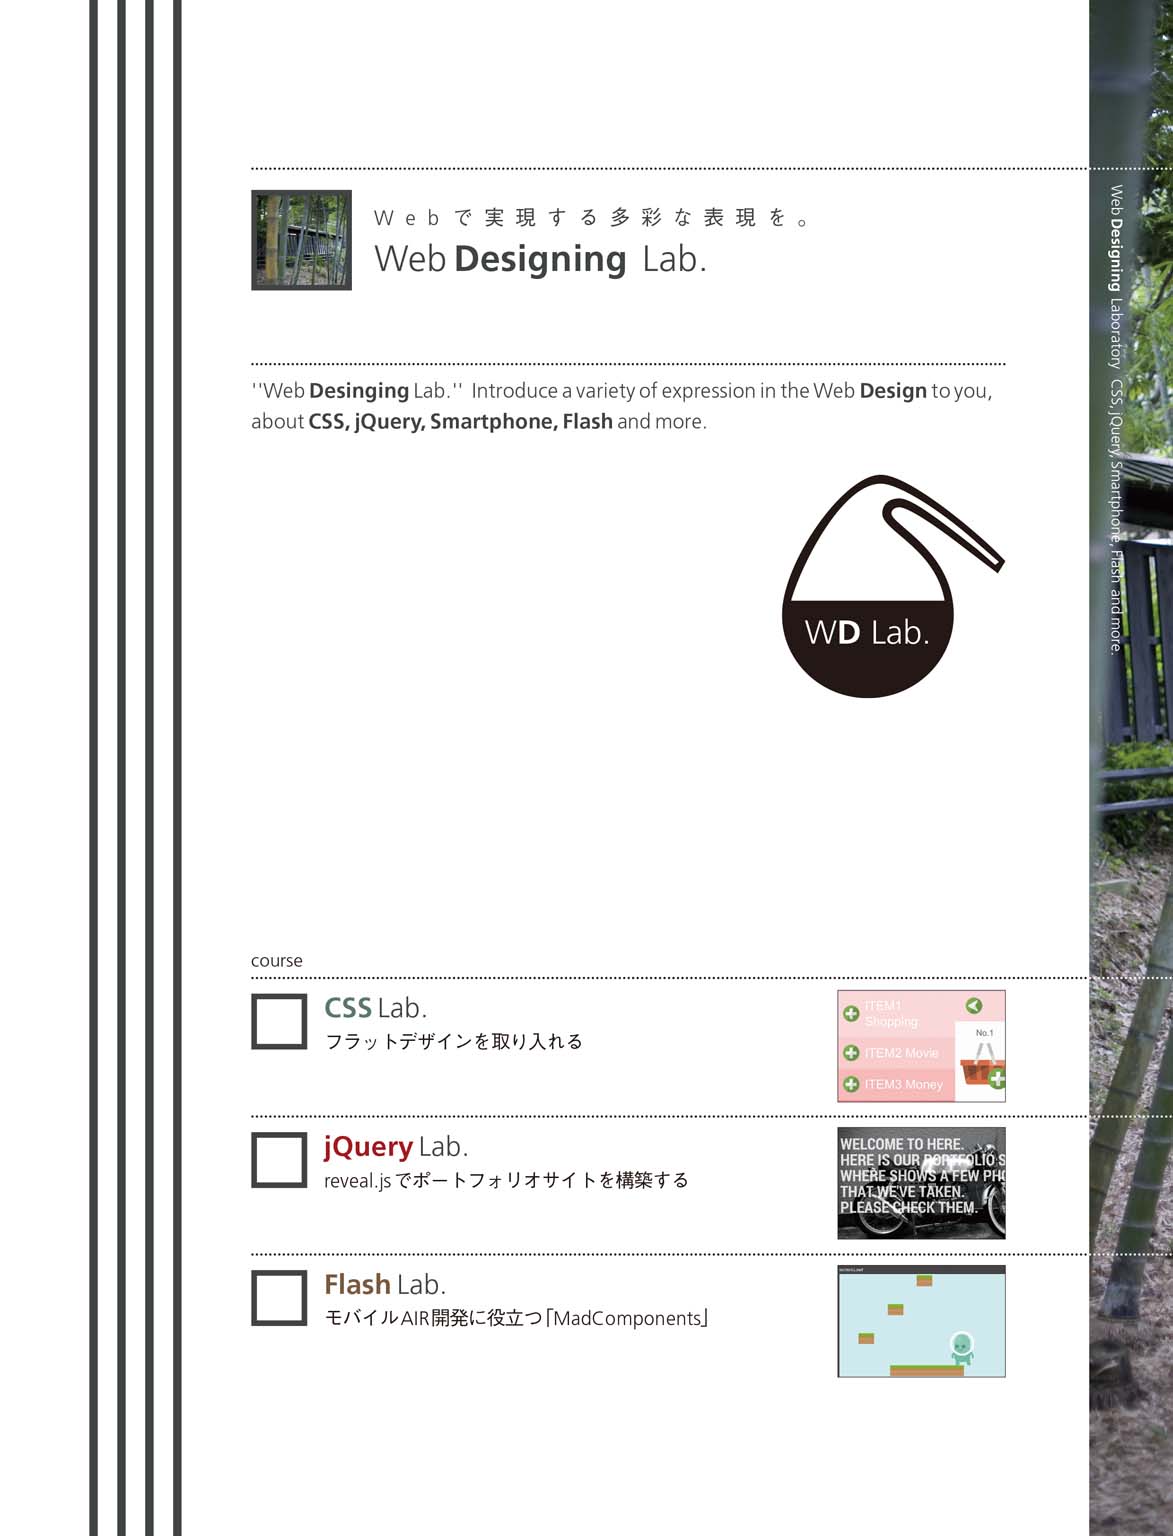 Webで実現する多彩な表現を。
Web Designing Lab.
''Web Desinging Lab.'' Introduce a variety of expression in the Web Design to you,
about CSS, jQuery, Smartphone, Flash and more.
WD Lab.
course
CSS Lab.
フラットデザインを取り入れる
ITEM1
Shopping
ITEM2 Movie
ITEM3 Money
No.1
jQuery Lab.
reveal.jsでポートフォリオサイトを構築する
WELCOME TO HERE.
HERE IS OUR PORTFOLIO S
WHERE SHOWS A FEW PHO
THAT WE'VE TAKEN.
PLEASE CHECK THEM.
Flash Lab.
モバイルAIR開発に役立つ「MadComponents」
Web Designing Laboratory CSS, jQuery, Smartphone, Flash and more.